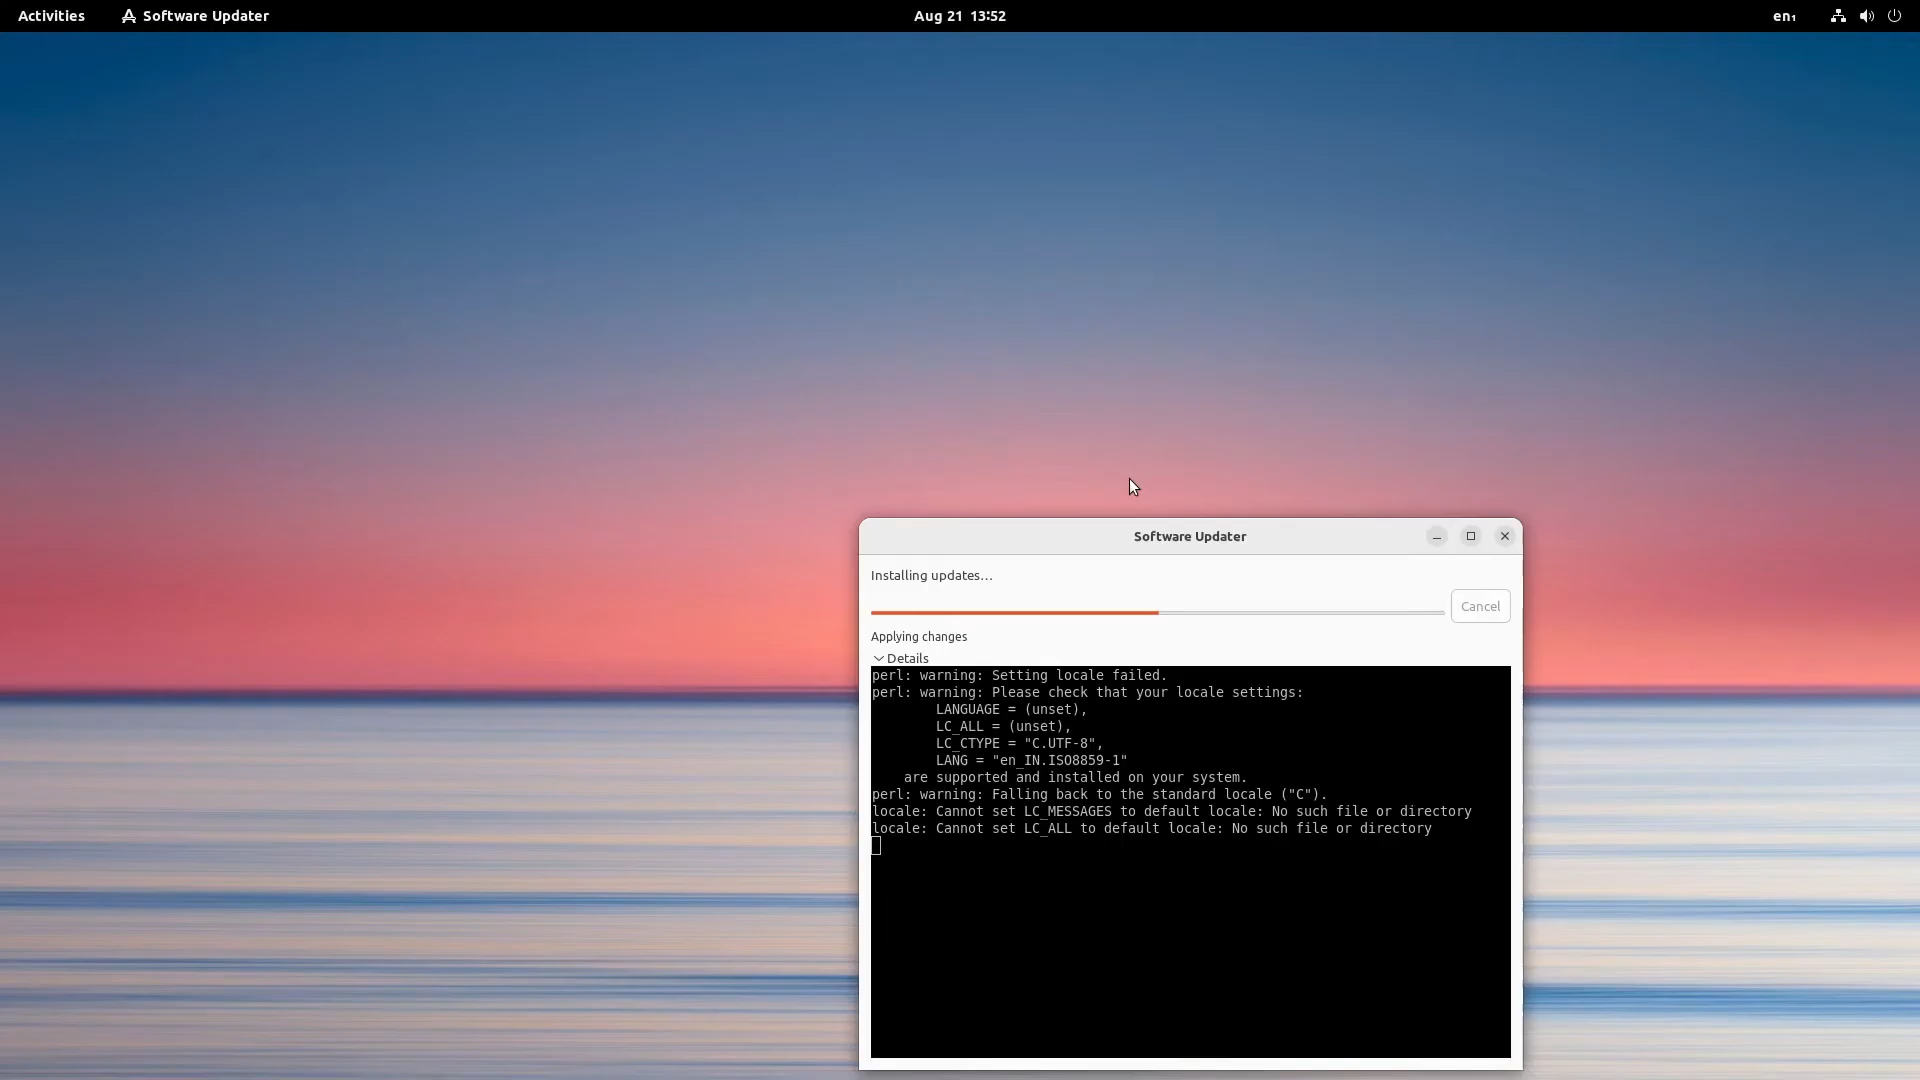 Activities Software Updater Aug 21 13:52 en₁
Software Updater
Installing updates…
Cancel
Applying changes
Details
perl: warning: Setting locale failed.
perl: warning: Please check that your locale settings:
        LANGUAGE = (unset),
        LC_ALL = (unset),
        LC_CTYPE = "C.UTF-8",
        LANG = "en_IN.ISO8859-1"
    are supported and installed on your system.
perl: warning: Falling back to the standard locale ("C").
locale: Cannot set LC_MESSAGES to default locale: No such file or directory
locale: Cannot set LC_ALL to default locale: No such file or directory